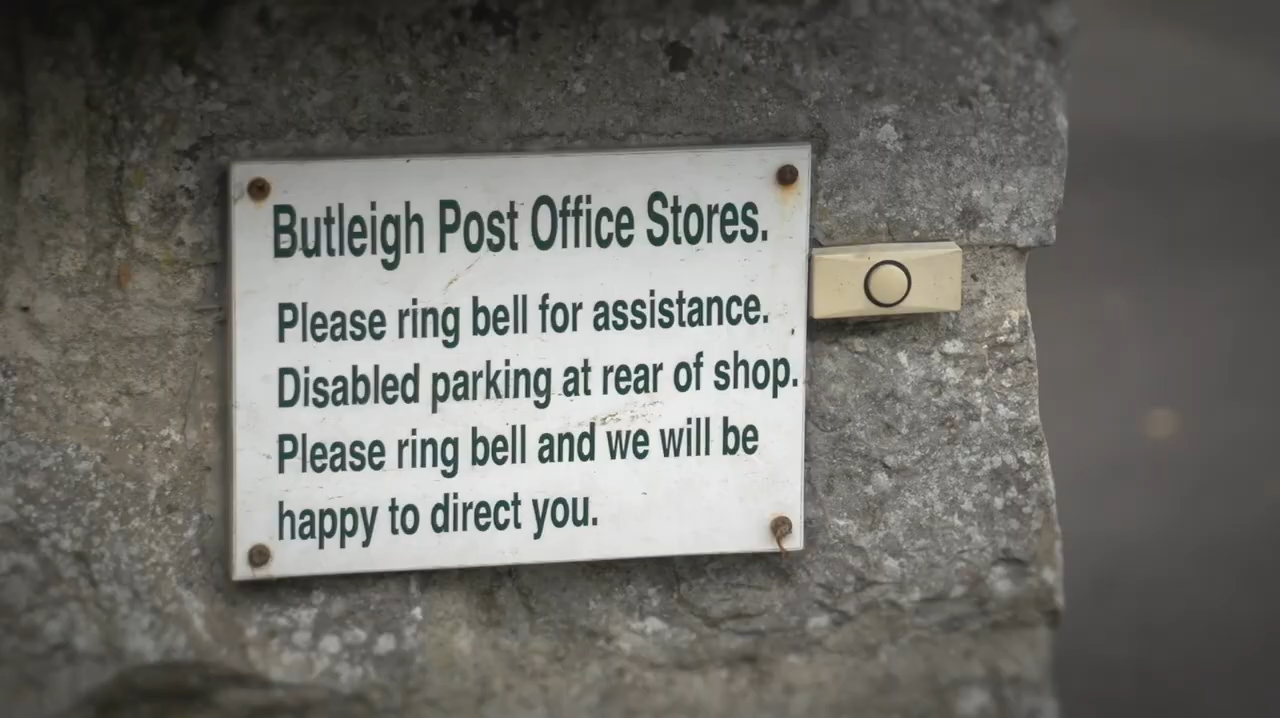 Butleigh Post Office Stores.
Please ring bell for assistance.
Disabled parking at rear of shop.
Please ring bell and we will be
happy to direct you.